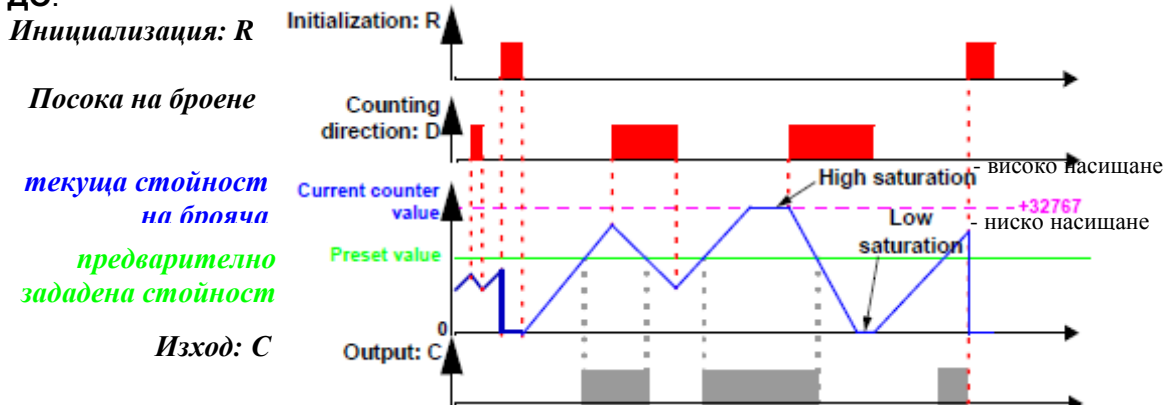 до:
Инициализация: R
Initialization: R
Посока на броене
Counting
direction: D
текуща стойност
на брояча
Current counter
value
- високо насищане
High saturation
+32767
Low
saturation
- ниско насищане
предварително
зададена стойност
Preset value
0
Изход: C
Output: C